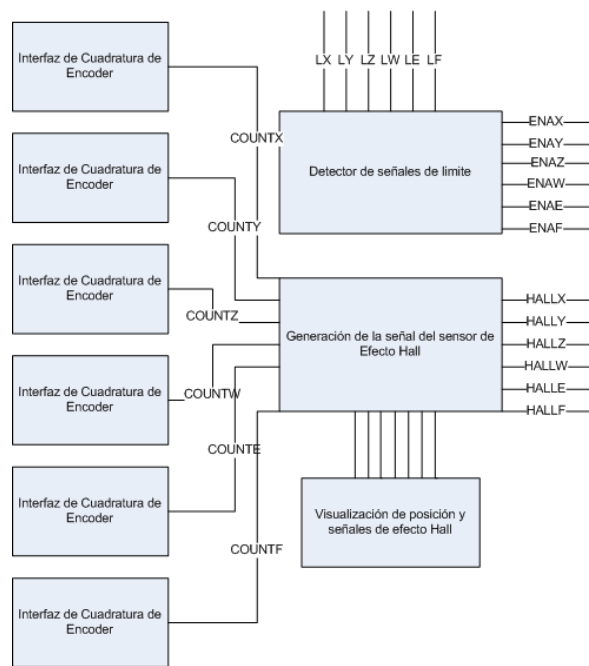 Interfaz de Cuadratura de
Encoder
Interfaz de Cuadratura de
Encoder
Interfaz de Cuadratura de
Encoder
Interfaz de Cuadratura de
Encoder
Interfaz de Cuadratura de
Encoder
Interfaz de Cuadratura de
Encoder
COUNTX
COUNTY
COUNTZ
COUNTW
COUNTE
COUNTF
LX LY LZ LW LE LF
Detector de señales de limite
ENAX
ENAY
ENAZ
ENAW
ENAE
ENAF
Generación de la señal del sensor de
Efecto Hall
HALLX
HALLY
HALLZ
HALLW
HALLE
HALLF
Visualización de posición y
señales de efecto Hall